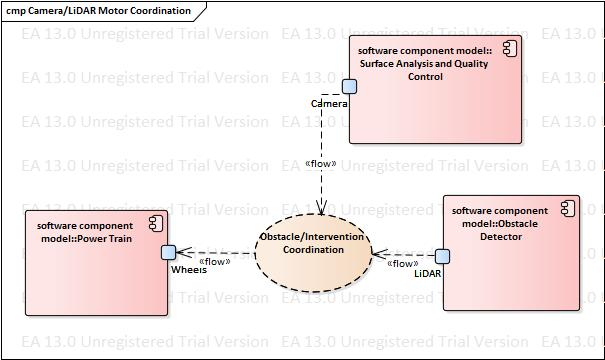 cmp Camera/LiDAR Motor Coordination
EA 13.0 Unregistered Trial Version
software component model::
Surface Analysis and Quality
Control
Camera
«flow»
software component
model::Power Train
Wheels
«flow»
Obstacle/Intervention
Coordination
«flow»
LiDAR
software component
model::Obstacle
Detector